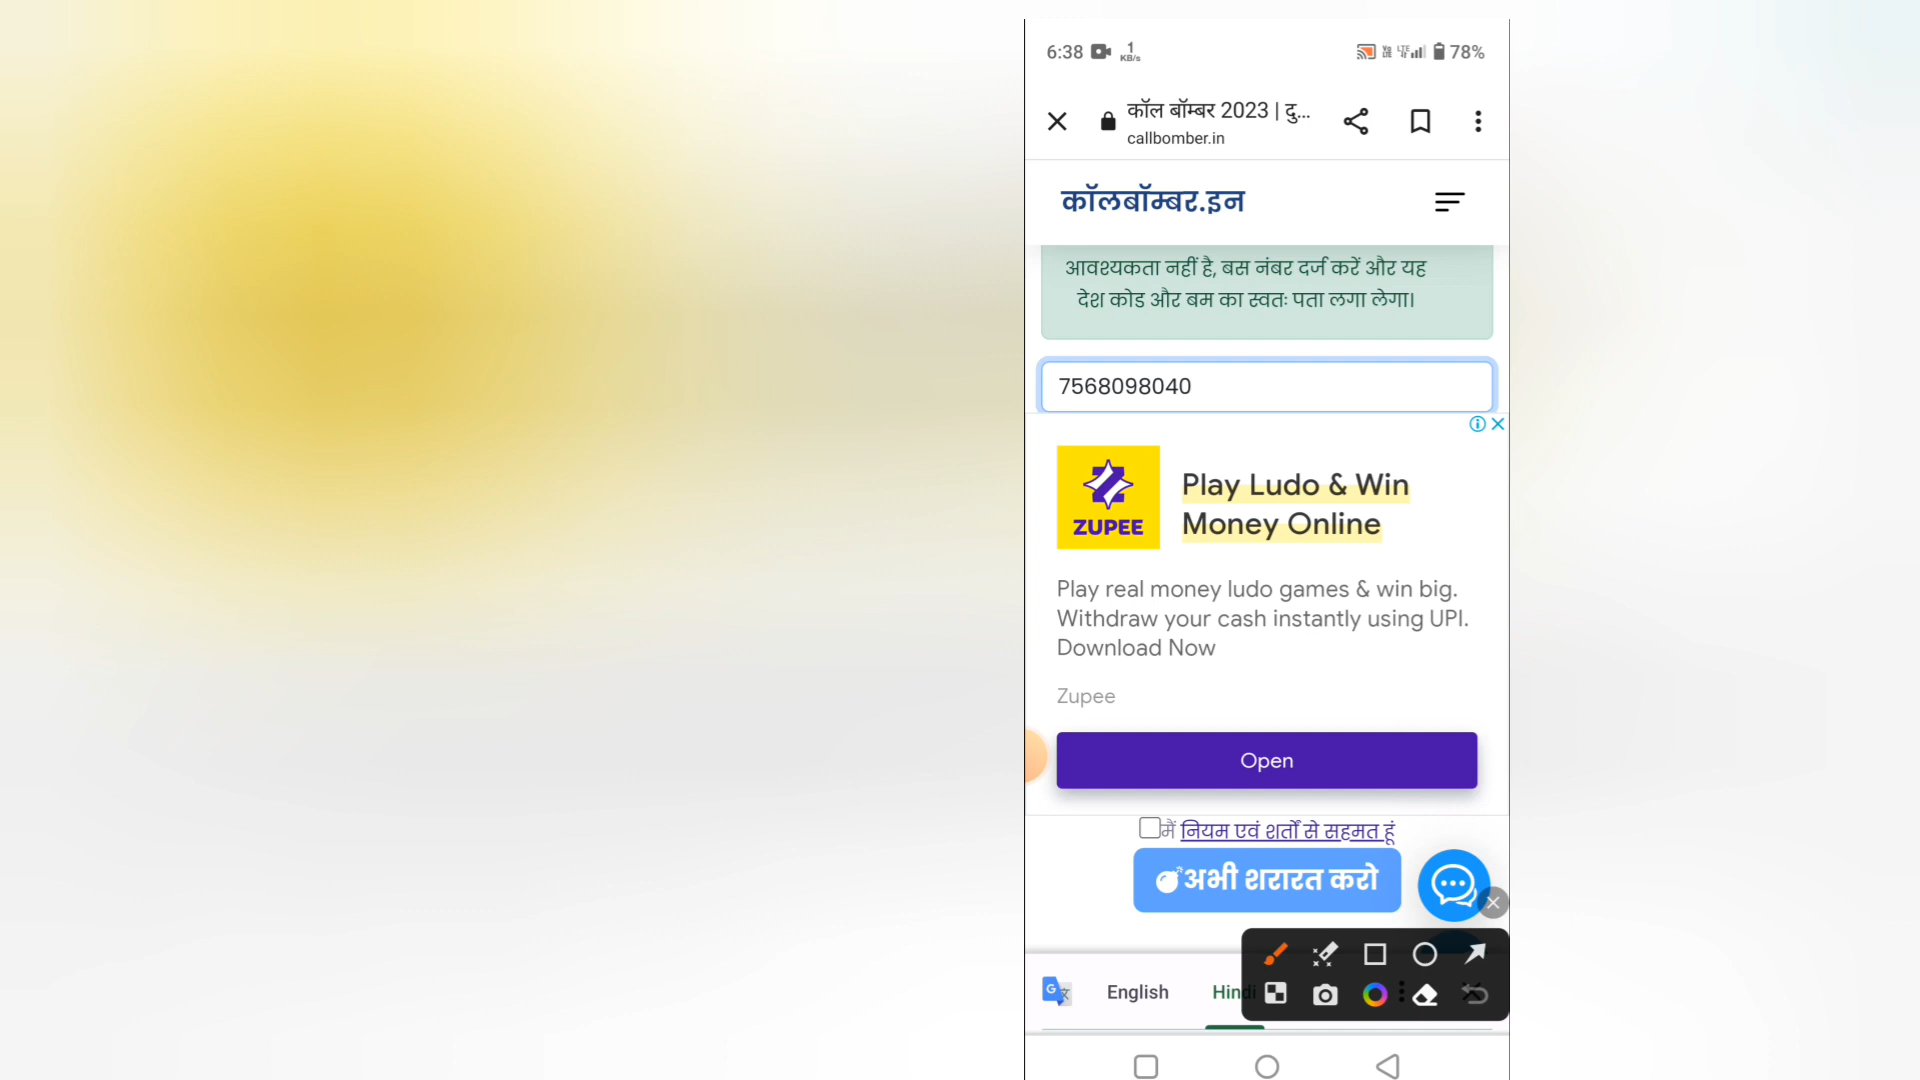 6:38 1 KB/s 78%
कॉल बॉम्बर 2023 | दु...
callbomber.in
कॉलबॉम्बर.इन
आवश्यकता नहीं है, बस नंबर दर्ज करें और यह
देश कोड और बम का स्वतः पता लगा लेगा।
7568098040
Play Ludo & Win
Money Online
ZUPEE
Play real money ludo games & win big.
Withdraw your cash instantly using UPI.
Download Now
Zupee
Open
मैं नियम एवं शर्तों से सहमत हूं
अभी शरारत करो
English Hindi